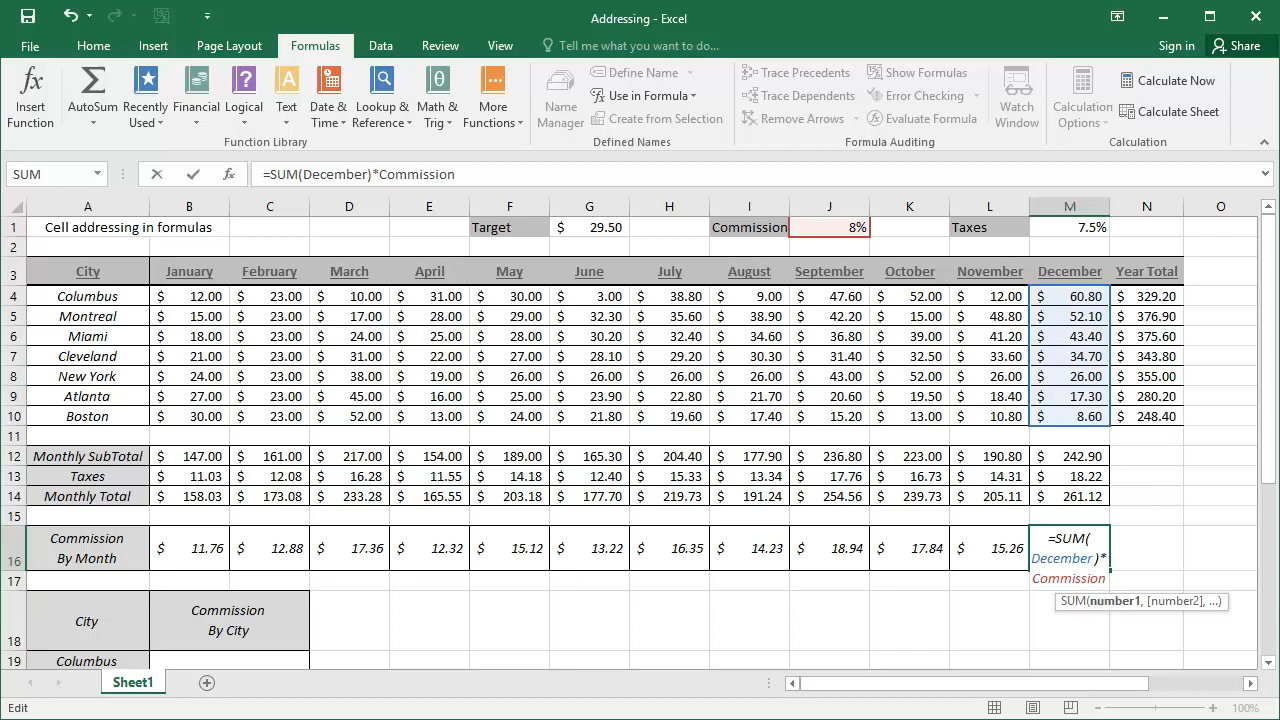 Addressing - Excel
File Home Insert Page Layout Formulas Data Review View Tell me what you want to do... Sign in Share
fx Σ ? A θ
Insert Function
AutoSum
Recently Used
Financial
Logical
Text
Date & Time
Lookup & Reference
Math & Trig
More Functions
Function Library
Name Manager
Define Name
Use in Formula
Create from Selection
Defined Names
Trace Precedents
Trace Dependents
Remove Arrows
Show Formulas
Error Checking
Evaluate Formula
Formula Auditing
Watch Window
Calculation Options
Calculate Now
Calculate Sheet
Calculation
SUM fx =SUM(December)*Commission
A B C D E F G H I J K L M N O
1 Cell addressing in formulas Target $ 29.50 Commission 8% Taxes 7.5%
2
3 City January February March April May June July August September October November December Year Total
4 Columbus $ 12.00 $ 23.00 $ 10.00 $ 31.00 $ 30.00 $ 3.00 $ 38.80 $ 9.00 $ 47.60 $ 52.00 $ 12.00 $ 60.80 $ 329.20
5 Montreal $ 15.00 $ 23.00 $ 17.00 $ 28.00 $ 29.00 $ 32.30 $ 35.60 $ 38.90 $ 42.20 $ 15.00 $ 48.80 $ 52.10 $ 376.90
6 Miami $ 18.00 $ 23.00 $ 24.00 $ 25.00 $ 28.00 $ 30.20 $ 32.40 $ 34.60 $ 36.80 $ 39.00 $ 41.20 $ 43.40 $ 375.60
7 Cleveland $ 21.00 $ 23.00 $ 31.00 $ 22.00 $ 27.00 $ 28.10 $ 29.20 $ 30.30 $ 31.40 $ 32.50 $ 33.60 $ 34.70 $ 343.80
8 New York $ 24.00 $ 23.00 $ 38.00 $ 19.00 $ 26.00 $ 26.00 $ 26.00 $ 26.00 $ 43.00 $ 52.00 $ 26.00 $ 26.00 $ 355.00
9 Atlanta $ 27.00 $ 23.00 $ 45.00 $ 16.00 $ 25.00 $ 23.90 $ 22.80 $ 21.70 $ 20.60 $ 19.50 $ 18.40 $ 17.30 $ 280.20
10 Boston $ 30.00 $ 23.00 $ 52.00 $ 13.00 $ 24.00 $ 21.80 $ 19.60 $ 17.40 $ 15.20 $ 13.00 $ 10.80 $ 8.60 $ 248.40
11
12 Monthly SubTotal $ 147.00 $ 161.00 $ 217.00 $ 154.00 $ 189.00 $ 165.30 $ 204.40 $ 177.90 $ 236.80 $ 223.00 $ 190.80 $ 242.90
13 Taxes $ 11.03 $ 12.08 $ 16.28 $ 11.55 $ 14.18 $ 12.40 $ 15.33 $ 13.34 $ 17.76 $ 16.73 $ 14.31 $ 18.22
14 Monthly Total $ 158.03 $ 173.08 $ 233.28 $ 165.55 $ 203.18 $ 177.70 $ 219.73 $ 191.24 $ 254.56 $ 239.73 $ 205.11 $ 261.12
15
Commission =SUM(
16 By Month $ 11.76 $ 12.88 $ 17.36 $ 12.32 $ 15.12 $ 13.22 $ 16.35 $ 14.23 $ 18.94 $ 17.84 $ 15.26 December)*
17 Commission
SUM(number1, [number2], ...)
18 City Commission
By City
19 Columbus
Sheet1
Edit 100%